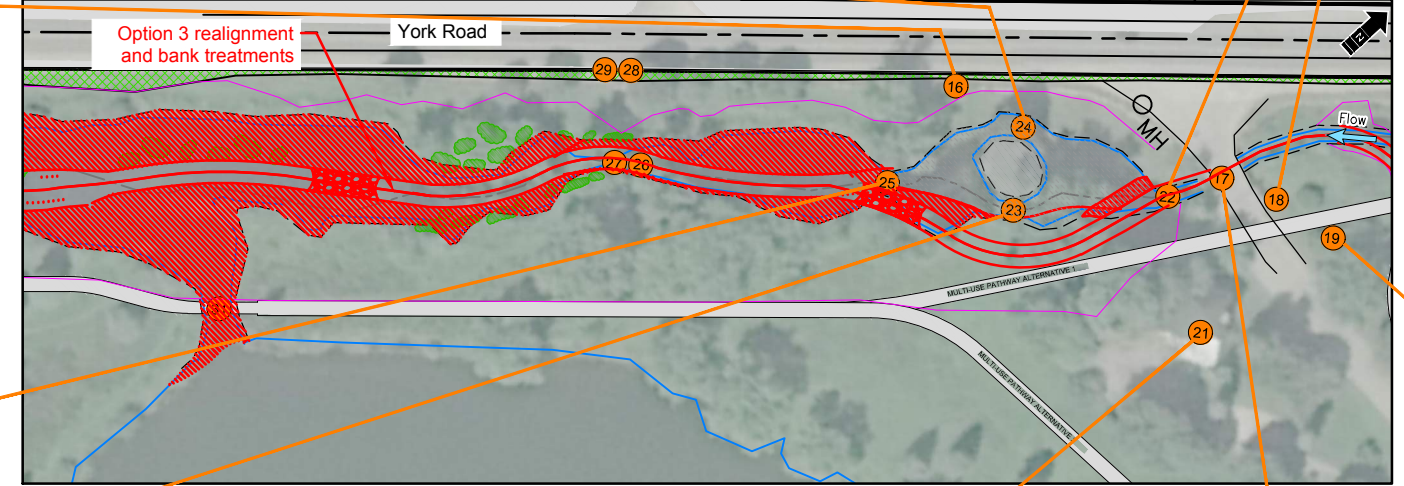 York Road
Option 3 realignment
and bank treatments
29
28
16
24
MH
Flow
27
26
25
23
22
17
18
19
31
21
MULTI-USE PATHWAY ALTERNATIVE 1
MULTI-USE PATHWAY ALTERNATIVE